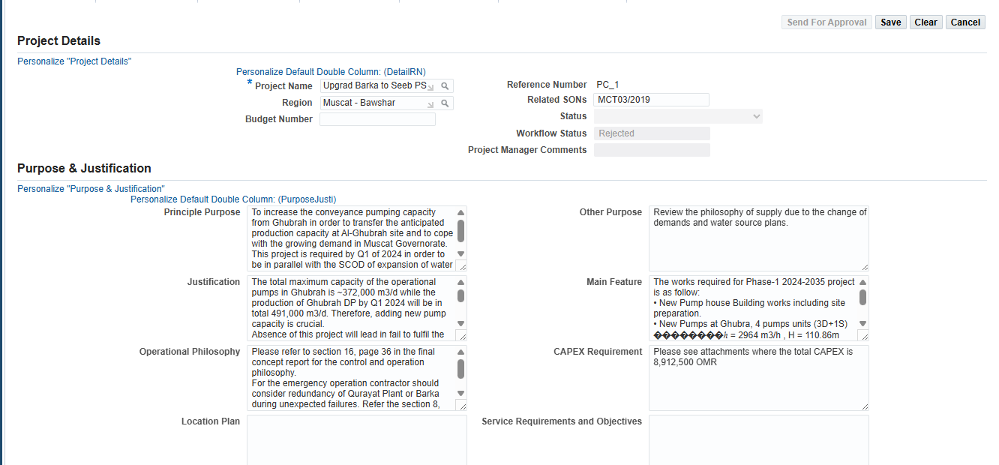 Send For Approval Save Clear Cancel
Project Details
Personalize "Project Details"
Personalize Default Double Column: (DetailRN)
* Project Name Upgrad Barka to Seeb PS
Region Muscat - Bawshar
Budget Number
Reference Number PC_1
Related SONs MCT03/2019
Status
Workflow Status Rejected
Project Manager Comments
Purpose & Justification
Personalize "Purpose & Justification"
Personalize Default Double Column: (PurposeJusti)
Principle Purpose
To increase the conveyance pumping capacity
from Ghubrah in order to transfer the anticipated
production capacity at Al-Ghubrah site and to cope
with the growing demand in Muscat Governorate.
This project is required by Q1 of 2024 in order to
be in parallel with the SCOD of expansion of water
Other Purpose
Review the philosophy of supply due to the change of
demands and water source plans.
Justification
The total maximum capacity of the operational
pumps in Ghubrah is ~372,000 m3/d while the
production of Ghubrah DP by Q1 2024 will be in
total 491,000 m3/d. Therefore, adding new pump
capacity is crucial.
Absence of this project will lead in fail to fulfil the
Main Feature
The works required for Phase-1 2024-2035 project
is as follow:
• New Pump house Building works including site
preparation.
• New Pumps at Ghubra, 4 pumps units (3D+1S)
��������ℎ = 2964 m3/h , H = 110.86m
Operational Philosophy
Please refer to section 16, page 36 in the final
concept report for the control and operation
philosophy.
For the emergency operation contractor should
consider redundancy of Qurayat Plant or Barka
during unexpected failures. Refer the section 8,
CAPEX Requirement
Please see attachments where the total CAPEX is
8,912,500 OMR
Location Plan
Service Requirements and Objectives